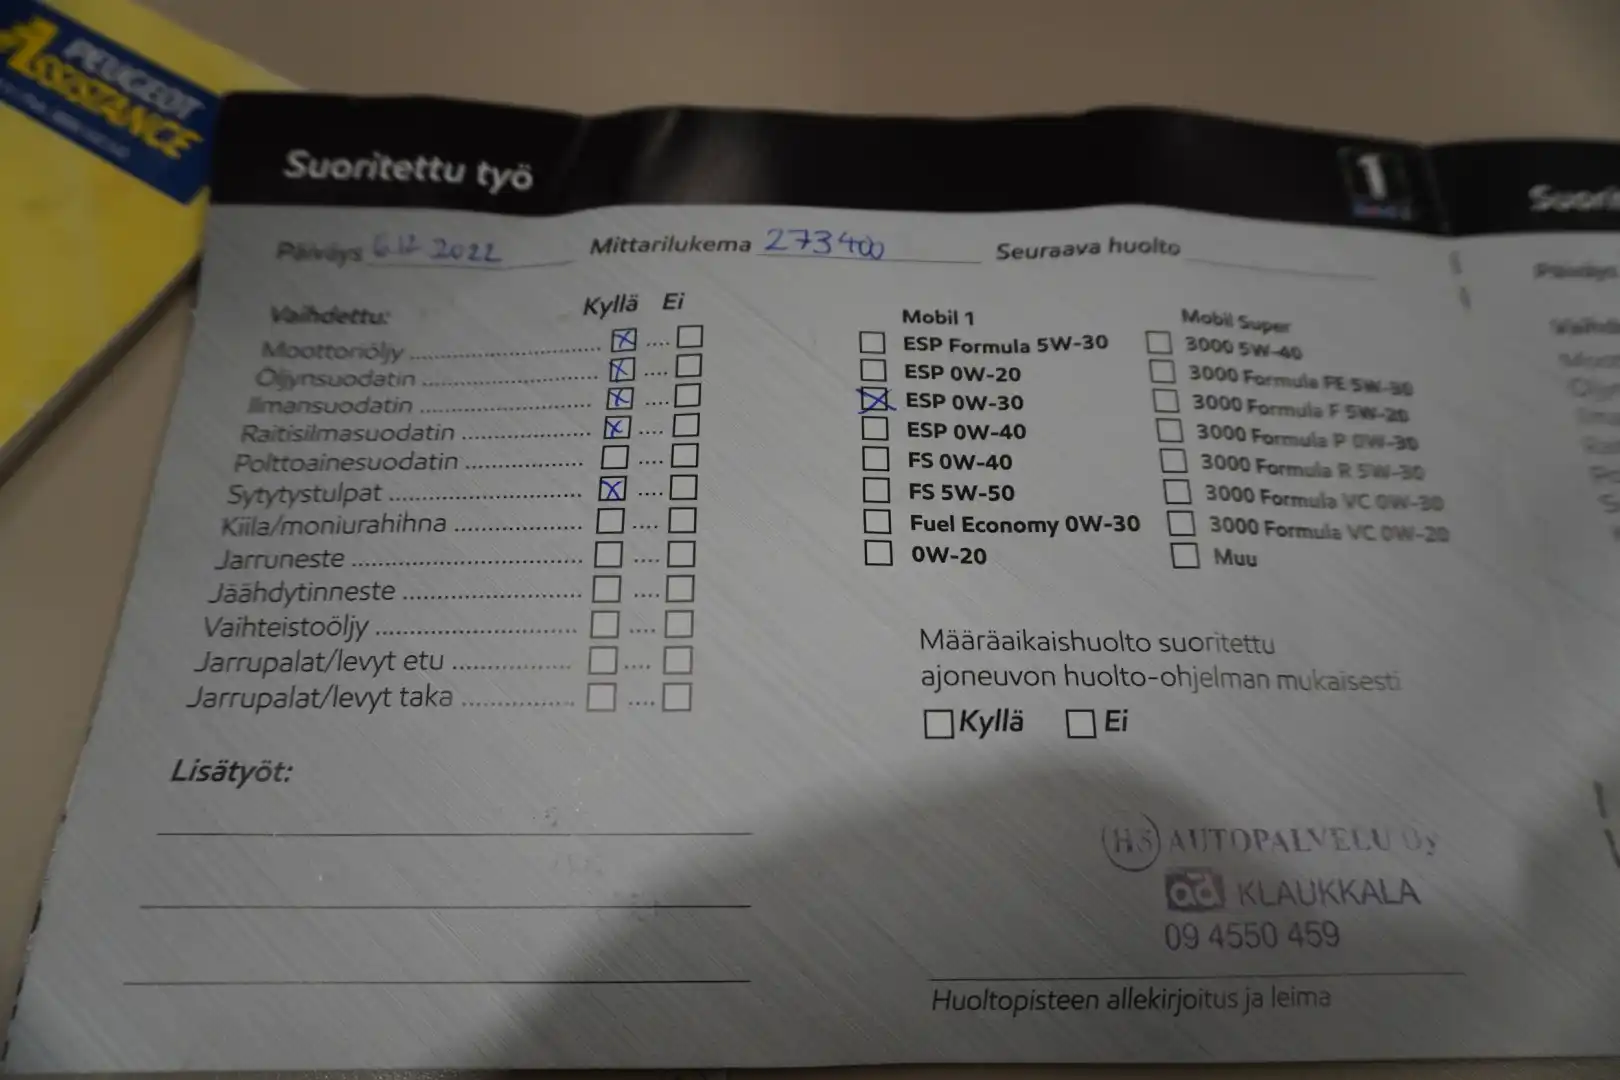 PEUGEOT
ASSISTANCE
Suoritettu työ
1
Suorit
Päiväys 6.12 2022 Mittarilukema 273400 Seuraava huolto
Päiväys
Vaihdettu: Kyllä Ei
Moottoriöljy
Öljynsuodatin
Ilmansuodatin
Raitisilmasuodatin
Polttoainesuodatin
Sytytystulpat
Kiila/moniurahihna
Jarruneste
Jäähdytinneste
Vaihteistoöljy
Jarrupalat/levyt etu
Jarrupalat/levyt taka
Mobil 1
ESP Formula 5W-30
ESP 0W-20
ESP 0W-30
ESP 0W-40
FS 0W-40
FS 5W-50
Fuel Economy 0W-30
0W-20
Mobil Super
3000 5W-40
3000 Formula FE 5W-30
3000 Formula F 5W-20
3000 Formula P 0W-30
3000 Formula R 5W-30
3000 Formula VC 0W-30
3000 Formula VC 0W-20
Muu
Määräaikaishuolto suoritettu
ajoneuvon huolto-ohjelman mukaisesti
Kyllä Ei
Lisätyöt:
HS AUTOPALVELU Oy
ad KLAUKKALA
09 4550 459
Huoltopisteen allekirjoitus ja leima